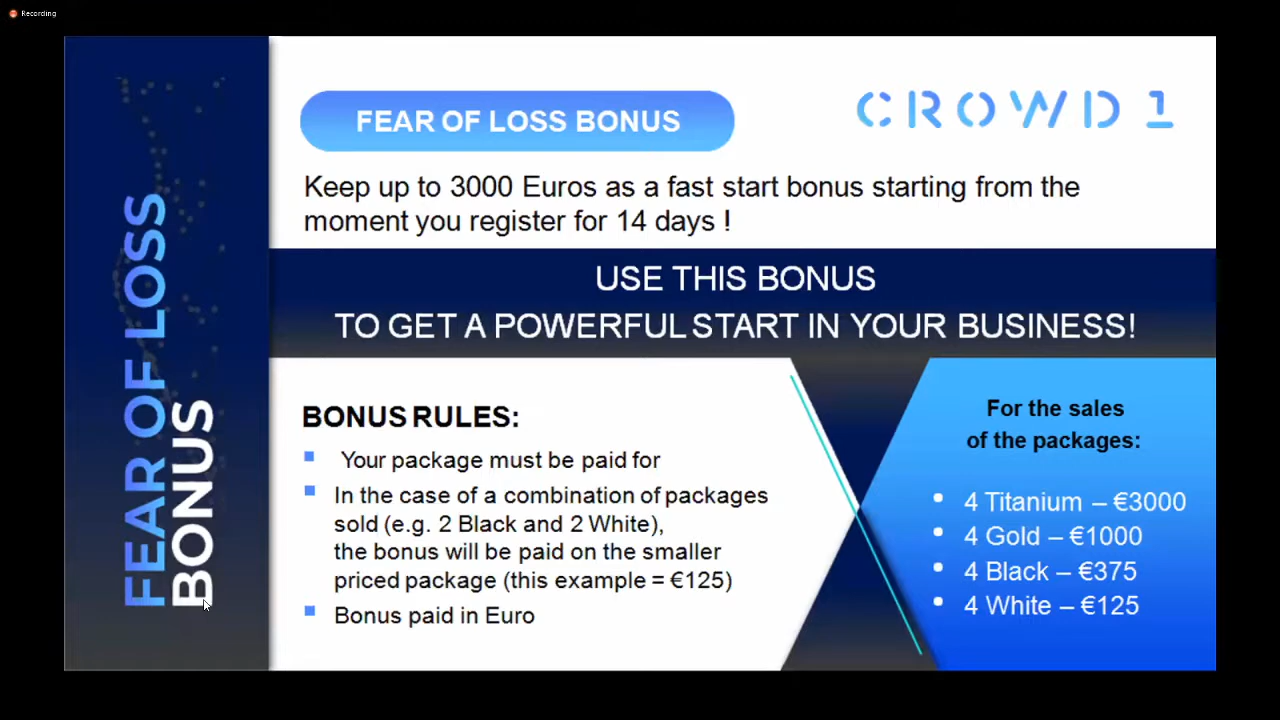 Recording
FEAR OF LOSS
BONUS
FEAR OF LOSS BONUS
CROWD 1
Keep up to 3000 Euros as a fast start bonus starting from the
moment you register for 14 days !
USE THIS BONUS
TO GET A POWERFUL START IN YOUR BUSINESS!
BONUS RULES:
Your package must be paid for
In the case of a combination of packages
sold (e.g. 2 Black and 2 White),
the bonus will be paid on the smaller
priced package (this example = €125)
Bonus paid in Euro
For the sales
of the packages:
4 Titanium – €3000
4 Gold – €1000
4 Black – €375
4 White – €125